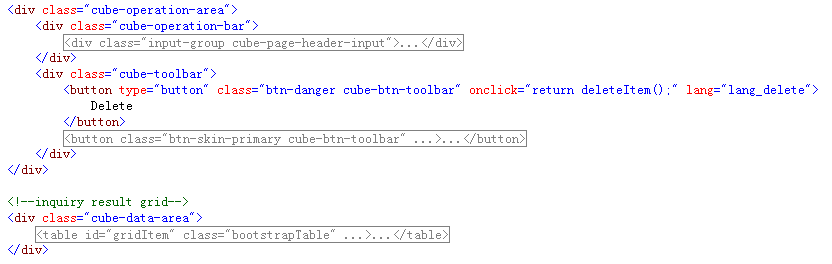 <div class="cube-operation-area">
<div class="cube-operation-bar">
<div class="input-group cube-page-header-input">...</div>
</div>
<div class="cube-toolbar">
<button type="button" class="btn-danger cube-btn-toolbar" onclick="return deleteItem();" lang="lang_delete">
Delete
</button>
<button class="btn-skin-primary cube-btn-toolbar" ...>...</button>
</div>
</div>
<!--inquiry result grid-->
<div class="cube-data-area">
<table id="gridItem" class="bootstrapTable" ...>...</table>
</div>